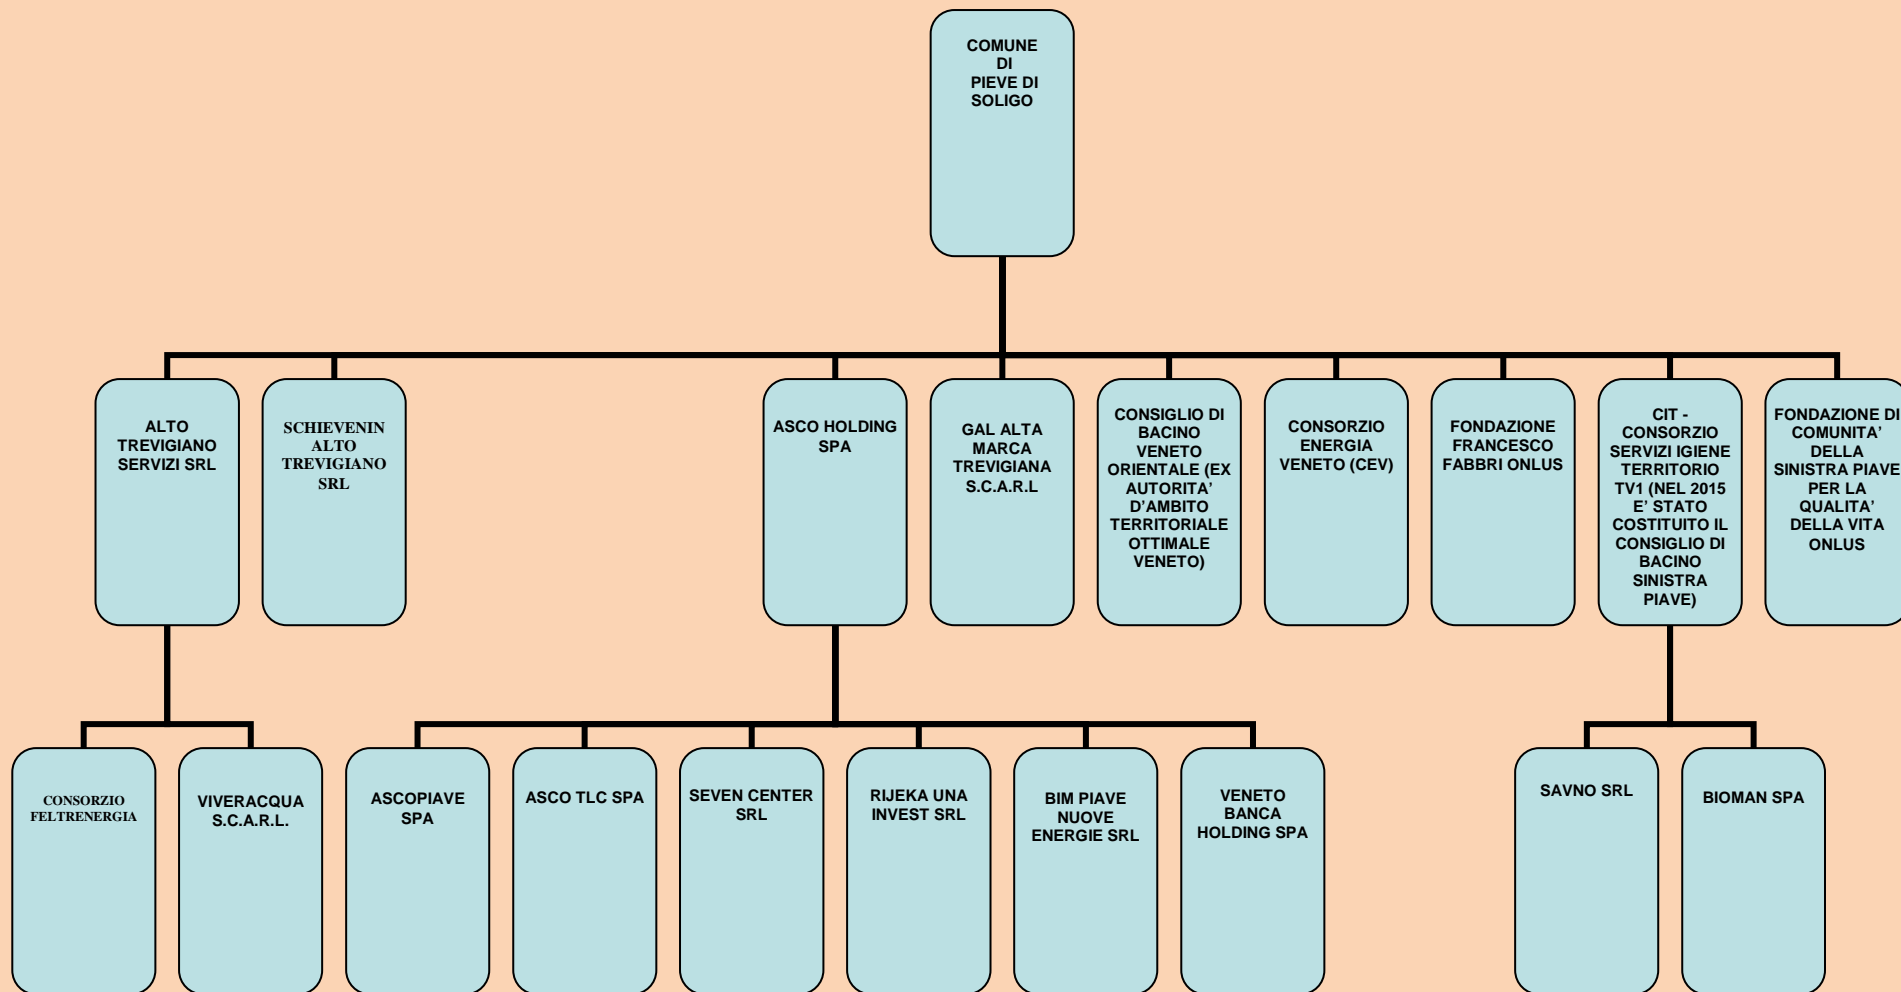 COMUNE
DI
PIEVE DI
SOLIGO
ALTO
TREVIGIANO
SERVIZI SRL
SCHIEVENIN
ALTO
TREVIGIANO
SRL
ASCO HOLDING
SPA
GAL ALTA
MARCA
TREVIGIANA
S.C.A.R.L
CONSIGLIO DI
BACINO
VENETO
ORIENTALE (EX
AUTORITA’
D’AMBITO
TERRITORIALE
OTTIMALE
VENETO)
CONSORZIO
ENERGIA
VENETO (CEV)
FONDAZIONE
FRANCESCO
FABBRI ONLUS
CIT -
CONSORZIO
SERVIZI IGIENE
TERRITORIO
TV1 (NEL 2015
E’ STATO
COSTITUITO IL
CONSIGLIO DI
BACINO
SINISTRA
PIAVE)
FONDAZIONE DI
COMUNITA’
DELLA
SINISTRA PIAVE
PER LA
QUALITA’
DELLA VITA
ONLUS
CONSORZIO
FELTRENERGIA
VIVERACQUA
S.C.A.R.L.
ASCOPIAVE
SPA
ASCO TLC SPA
SEVEN CENTER
SRL
RIJEKA UNA
INVEST SRL
BIM PIAVE
NUOVE
ENERGIE SRL
VENETO
BANCA
HOLDING SPA
SAVNO SRL
BIOMAN SPA